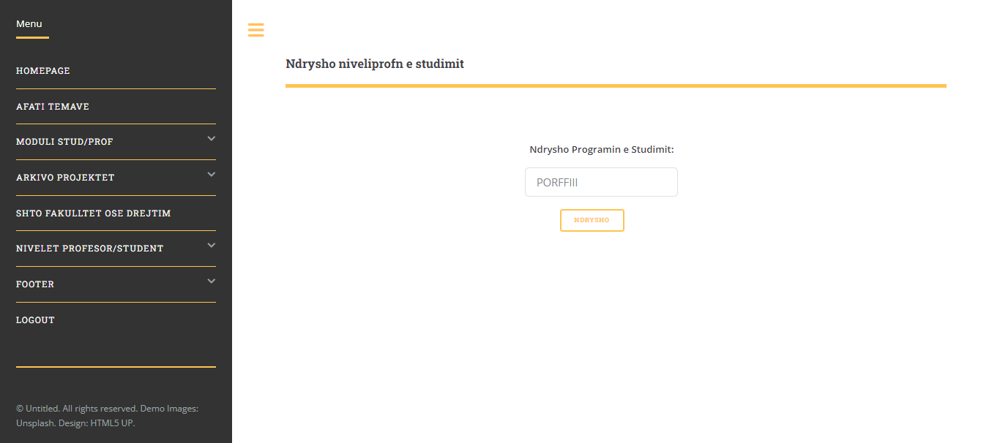 Menu
HOMEPAGE
AFATI TEMAVE
MODULI STUD/PROF
ARKIVO PROJEKTET
SHTO FAKULLTET OSE DREJTIM
NIVELET PROFESOR/STUDENT
FOOTER
LOGOUT
© Untitled. All rights reserved. Demo Images:
Unsplash. Design: HTML5 UP.
Ndrysho niveliprofn e studimit
Ndrysho Programin e Studimit:
PORFFIII
NDRYSHO